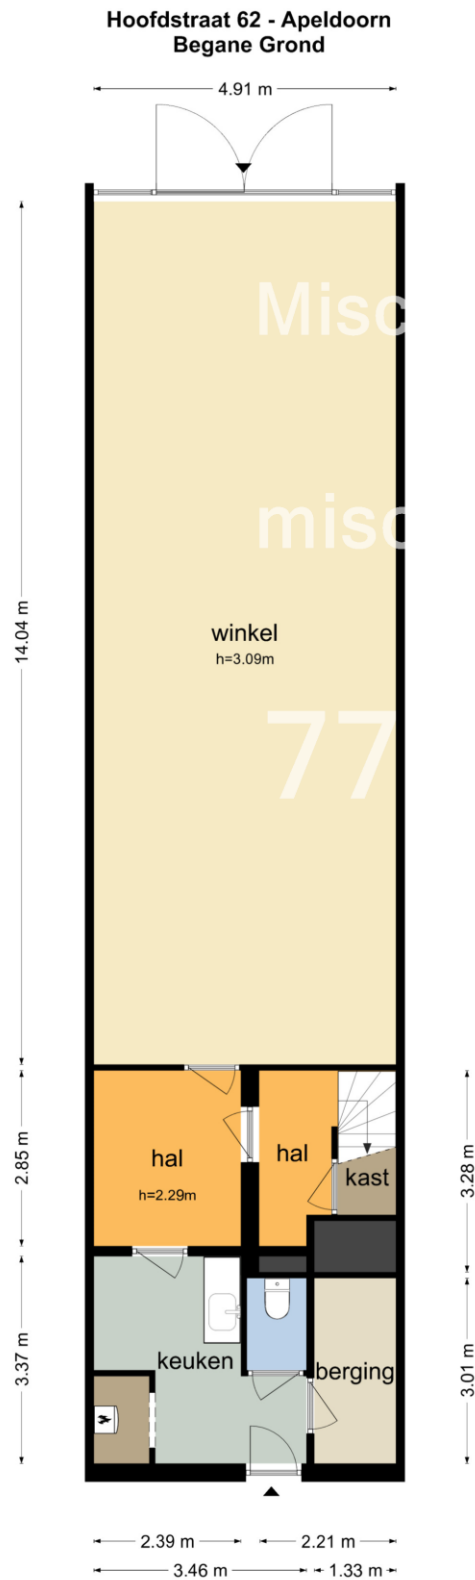 Hoofdstraat 62 - Apeldoorn
Begane Grond
4.91 m
Misc
misc
14.04 m
winkel
h=3.09m
77
2.85 m
hal
h=2.29m
hal
kast
3.28 m
3.37 m
keuken
berging
3.01 m
2.39 m
2.21 m
3.46 m
1.33 m